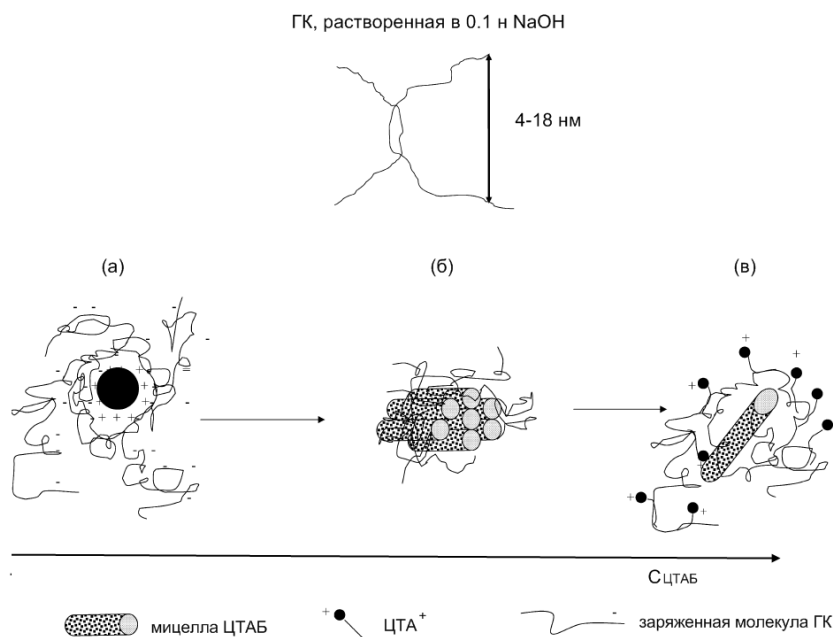 ГК, растворенная в 0.1 н NaOH
4-18 нм
(а) (б) (в)
СЦТАБ
мицелла ЦТАБ
ЦТА+
заряженная молекула ГК